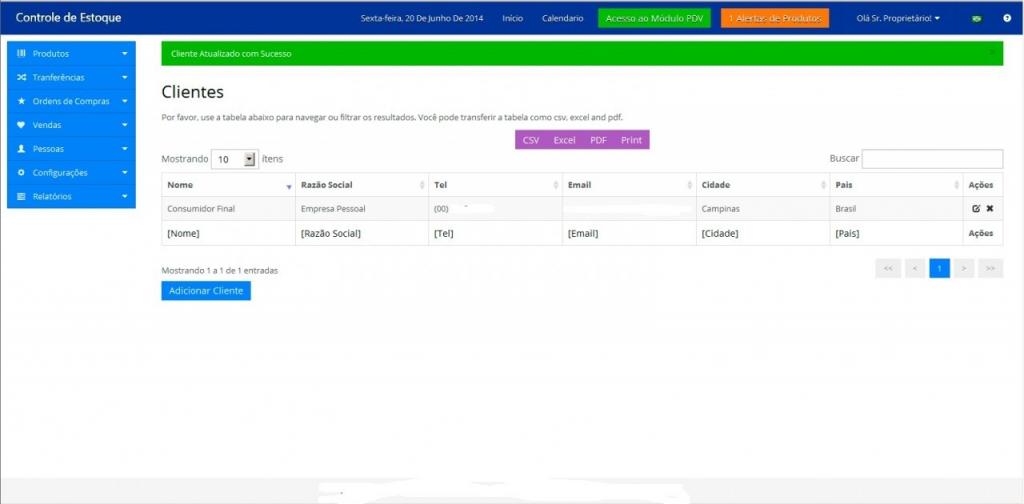 Controle de Estoque Sexta-feira, 20 De Junho De 2014 Início Calendario Acesso ao Módulo PDV 1 Alertas de Produtos Olá Sr. Proprietário!
Produtos
Tranferências
Ordens de Compras
Vendas
Pessoas
Configurações
Relatórios
Cliente Atualizado com Sucesso
Clientes
Por favor, use a tabela abaixo para navegar ou filtrar os resultados. Você pode transferir a tabela como csv, excel and pdf.
CSV Excel PDF Print
Mostrando 10 ítens Buscar
Nome Razão Social Tel Email Cidade Pais Ações
Consumidor Final Empresa Pessoal (00) Campinas Brasil
[Nome] [Razão Social] [Tel] [Email] [Cidade] [Pais] Ações
Mostrando 1 a 1 de 1 entradas << < 1 > >>
Adicionar Cliente